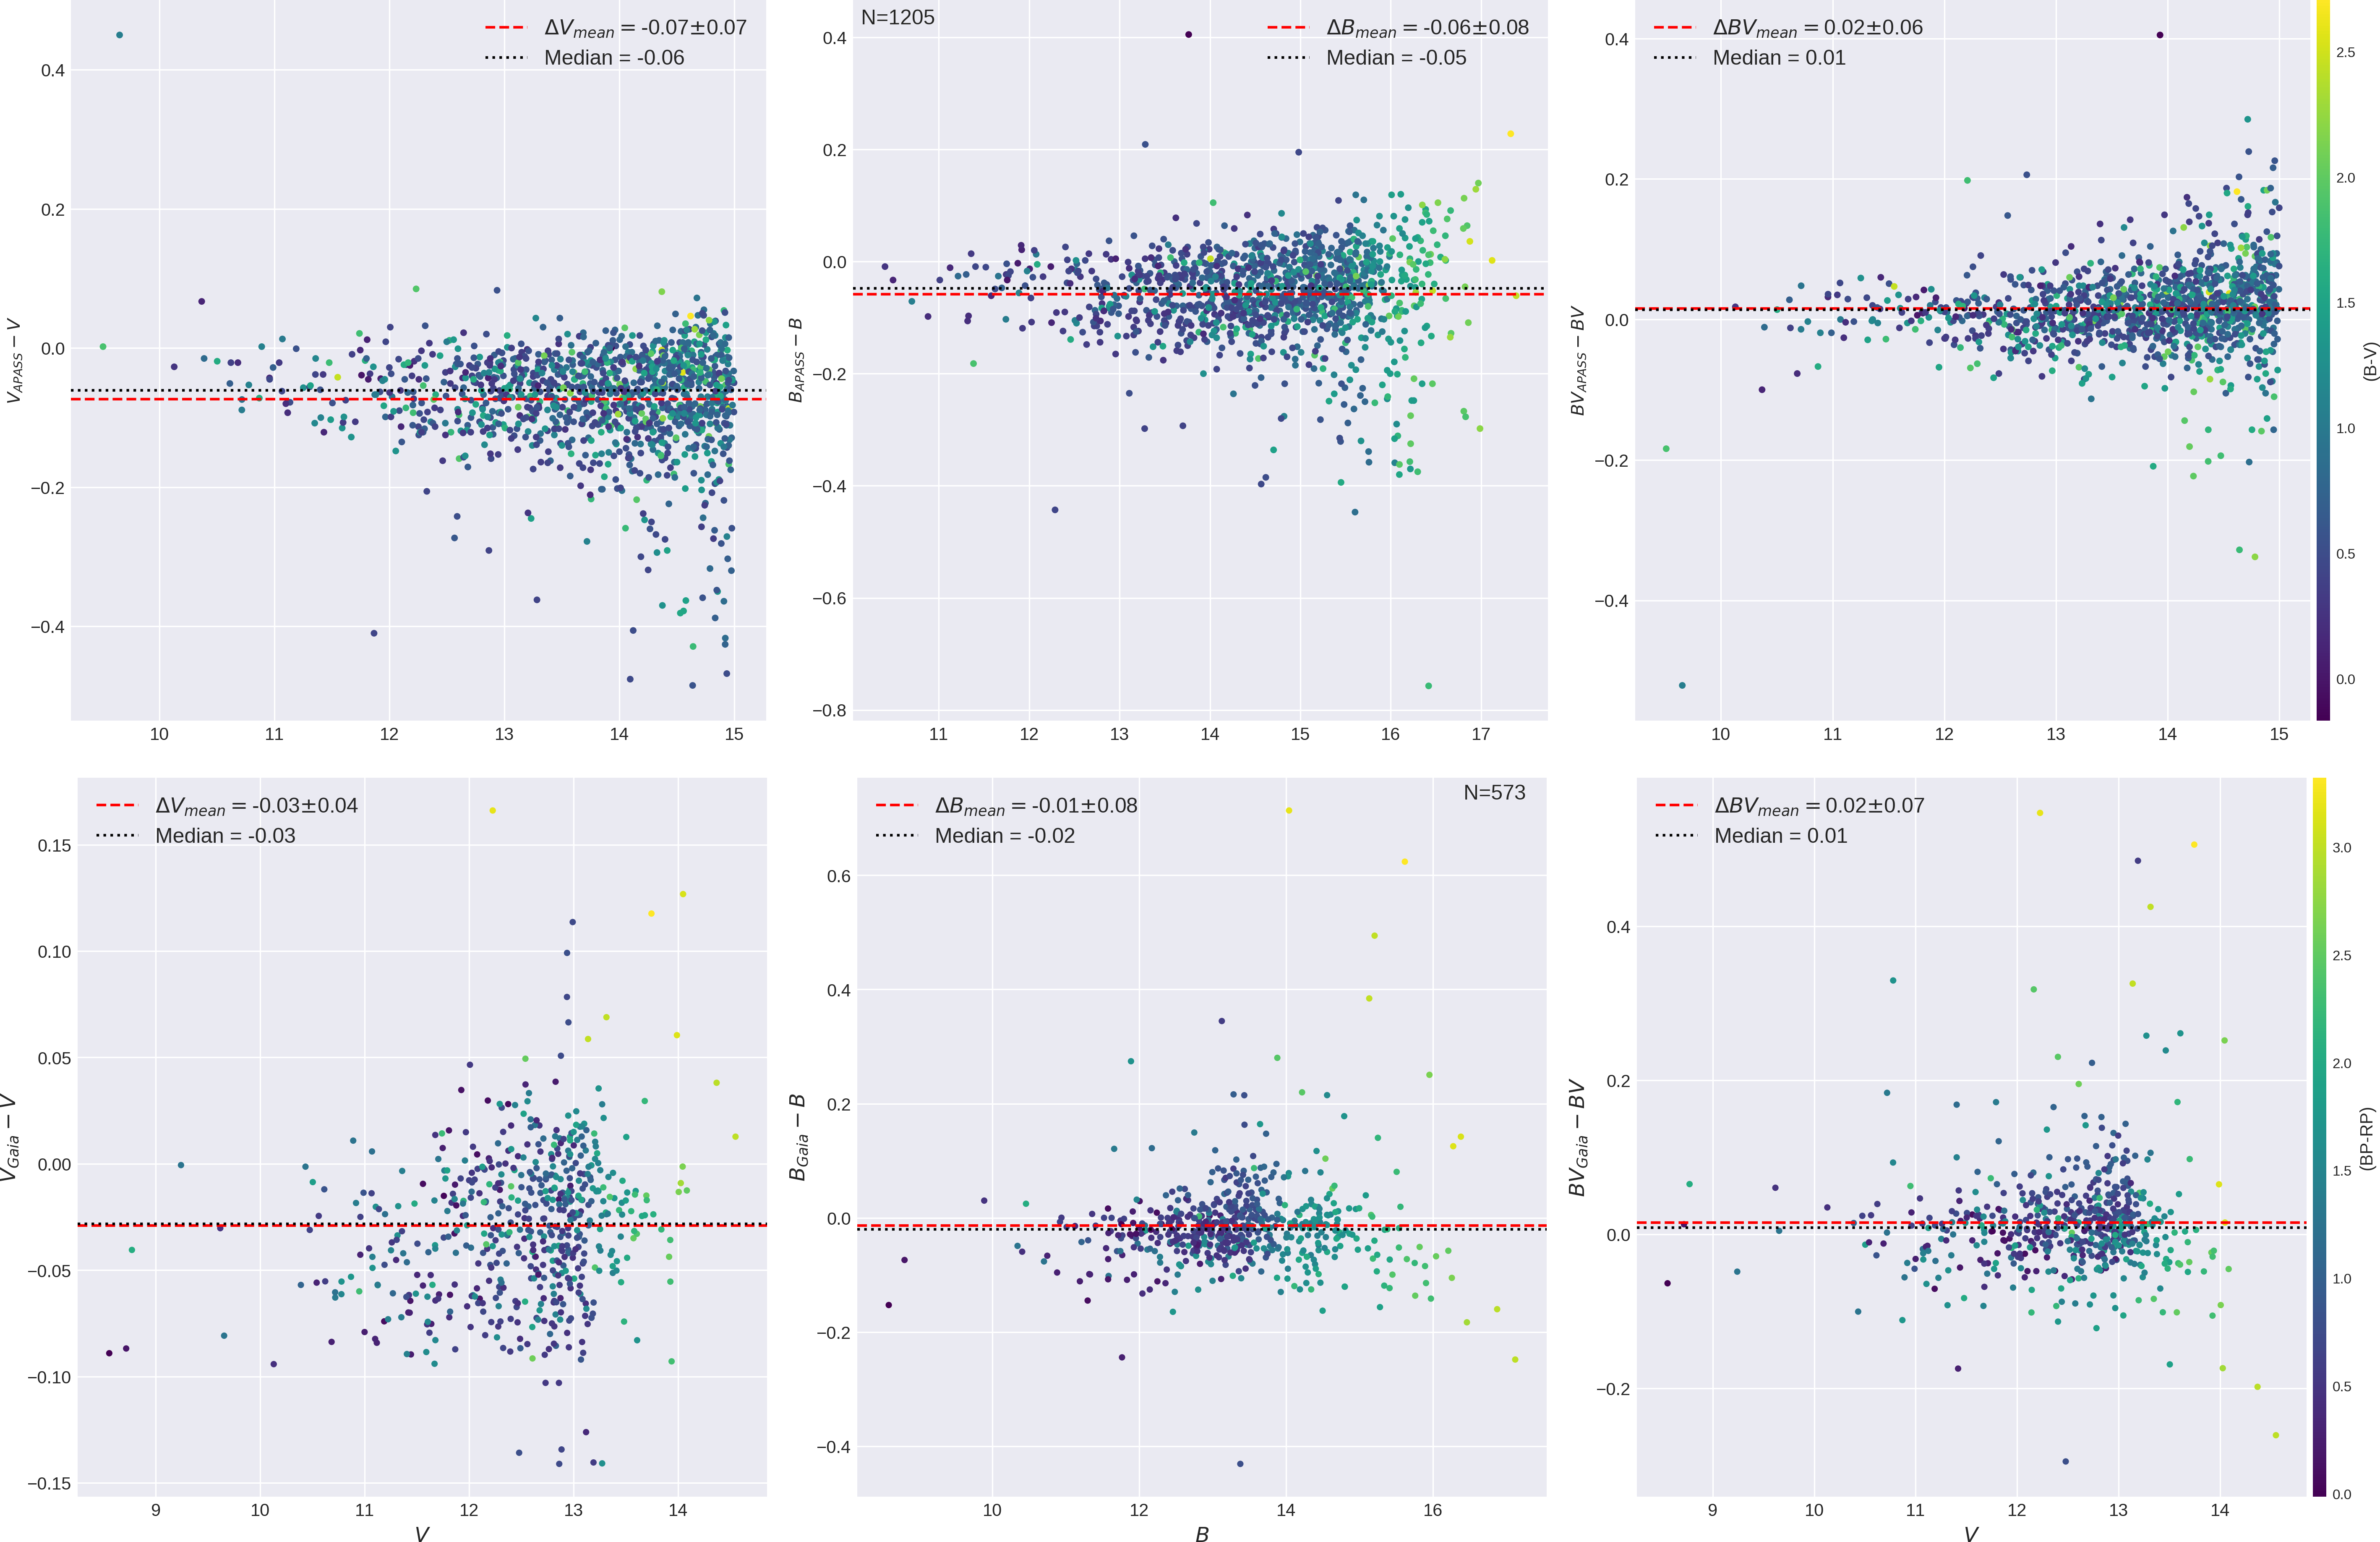 ΔV_mean = -0.07±0.07
Median = -0.06
0.4
0.2
0.0
−0.2
−0.4
V_APASS − V
10 11 12 13 14 15
N=1205
ΔB_mean = -0.06±0.08
Median = -0.05
0.4
0.2
0.0
−0.2
−0.4
−0.6
−0.8
B_APASS − B
11 12 13 14 15 16 17
ΔBV_mean = 0.02±0.06
Median = 0.01
0.4
0.2
0.0
−0.2
−0.4
BV_APASS − BV
10 11 12 13 14 15
2.5
2.0
1.5
1.0
0.5
0.0
(B-V)
ΔV_mean = -0.03±0.04
Median = -0.03
0.15
0.10
0.05
0.00
−0.05
−0.10
−0.15
V_Gaia − V
9 10 11 12 13 14
V
ΔB_mean = -0.01±0.08
Median = -0.02
N=573
0.6
0.4
0.2
0.0
−0.2
−0.4
B_Gaia − B
10 12 14 16
B
ΔBV_mean = 0.02±0.07
Median = 0.01
0.4
0.2
0.0
−0.2
BV_Gaia − BV
9 10 11 12 13 14
V
3.0
2.5
2.0
1.5
1.0
0.5
0.0
(BP-RP)